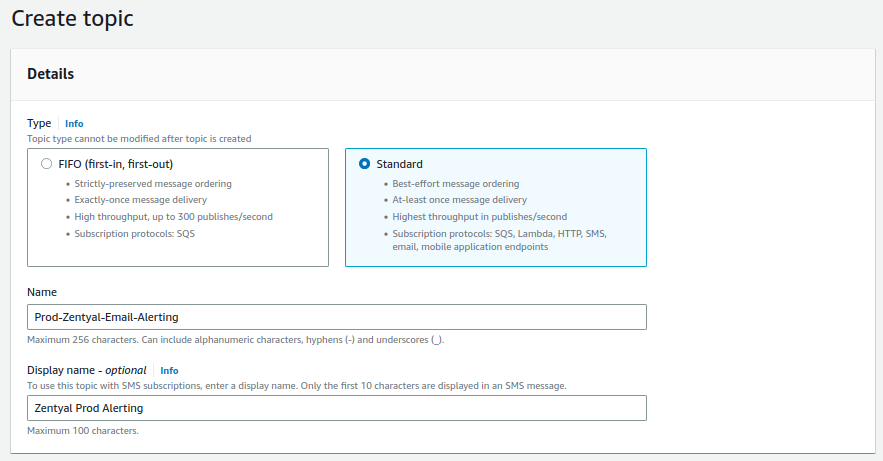 Create topic
Details
Type Info
Topic type cannot be modified after topic is created
FIFO (first-in, first-out)
• Strictly-preserved message ordering
• Exactly-once message delivery
• High throughput, up to 300 publishes/second
• Subscription protocols: SQS
Standard
• Best-effort message ordering
• At-least once message delivery
• Highest throughput in publishes/second
• Subscription protocols: SQS, Lambda, HTTP, SMS,
email, mobile application endpoints
Name
Prod-Zentyal-Email-Alerting
Maximum 256 characters. Can include alphanumeric characters, hyphens (-) and underscores (_).
Display name - optional Info
To use this topic with SMS subscriptions, enter a display name. Only the first 10 characters are displayed in an SMS message.
Zentyal Prod Alerting
Maximum 100 characters.